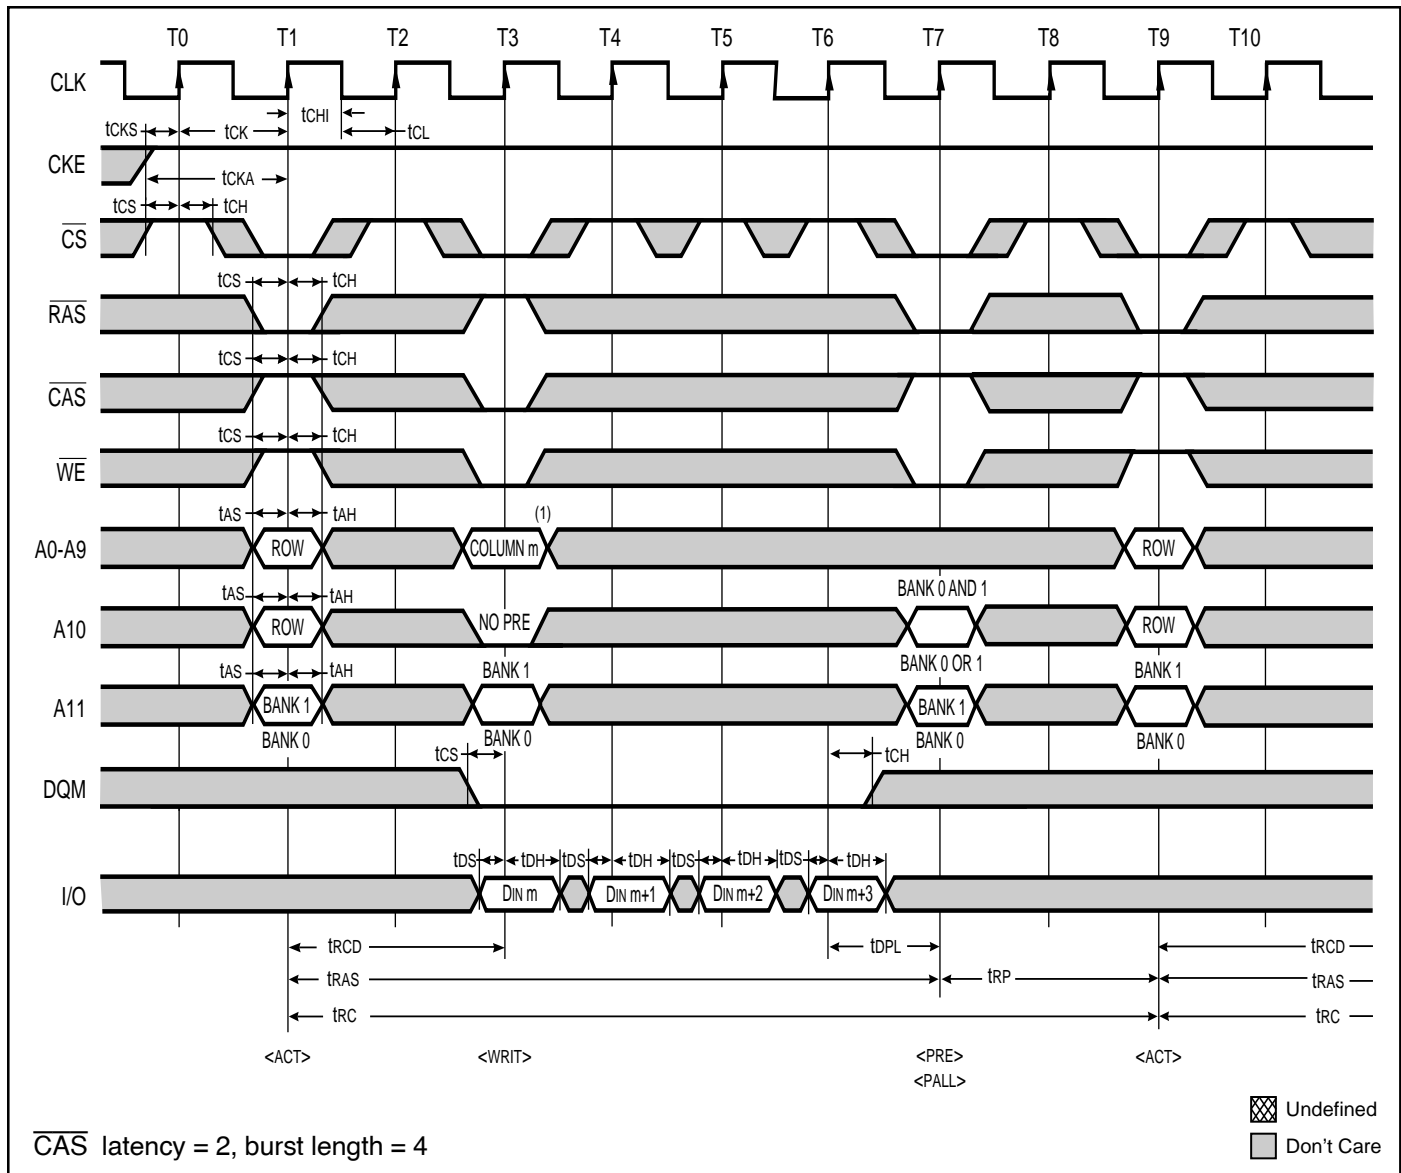 T0 T1 T2 T3 T4 T5 T6 T7 T8 T9 T10
CLK
tCHI
tCKS tCK tCL
CKE
tCKA
tCS tCH
CS
tCS tCH
RAS
tCS tCH
CAS
tCS tCH
WE
tAS tAH (1)
A0-A9 ROW COLUMN m ROW
tAS tAH BANK 0 AND 1
A10 ROW NO PRE ROW
tAS tAH BANK 1 BANK 0 OR 1 BANK 1
A11 BANK 1 BANK 1
BANK 0 BANK 0 BANK 0 BANK 0
tCS tCH
DQM
tDS tDH tDS tDH tDS tDH tDS tDH
I/O DIN m DIN m+1 DIN m+2 DIN m+3
tRCD tDPL tRCD
tRAS tRP tRAS
tRC tRC
<ACT> <WRIT> <PRE> <ACT>
<PALL>
Undefined
CAS latency = 2, burst length = 4 Don't Care